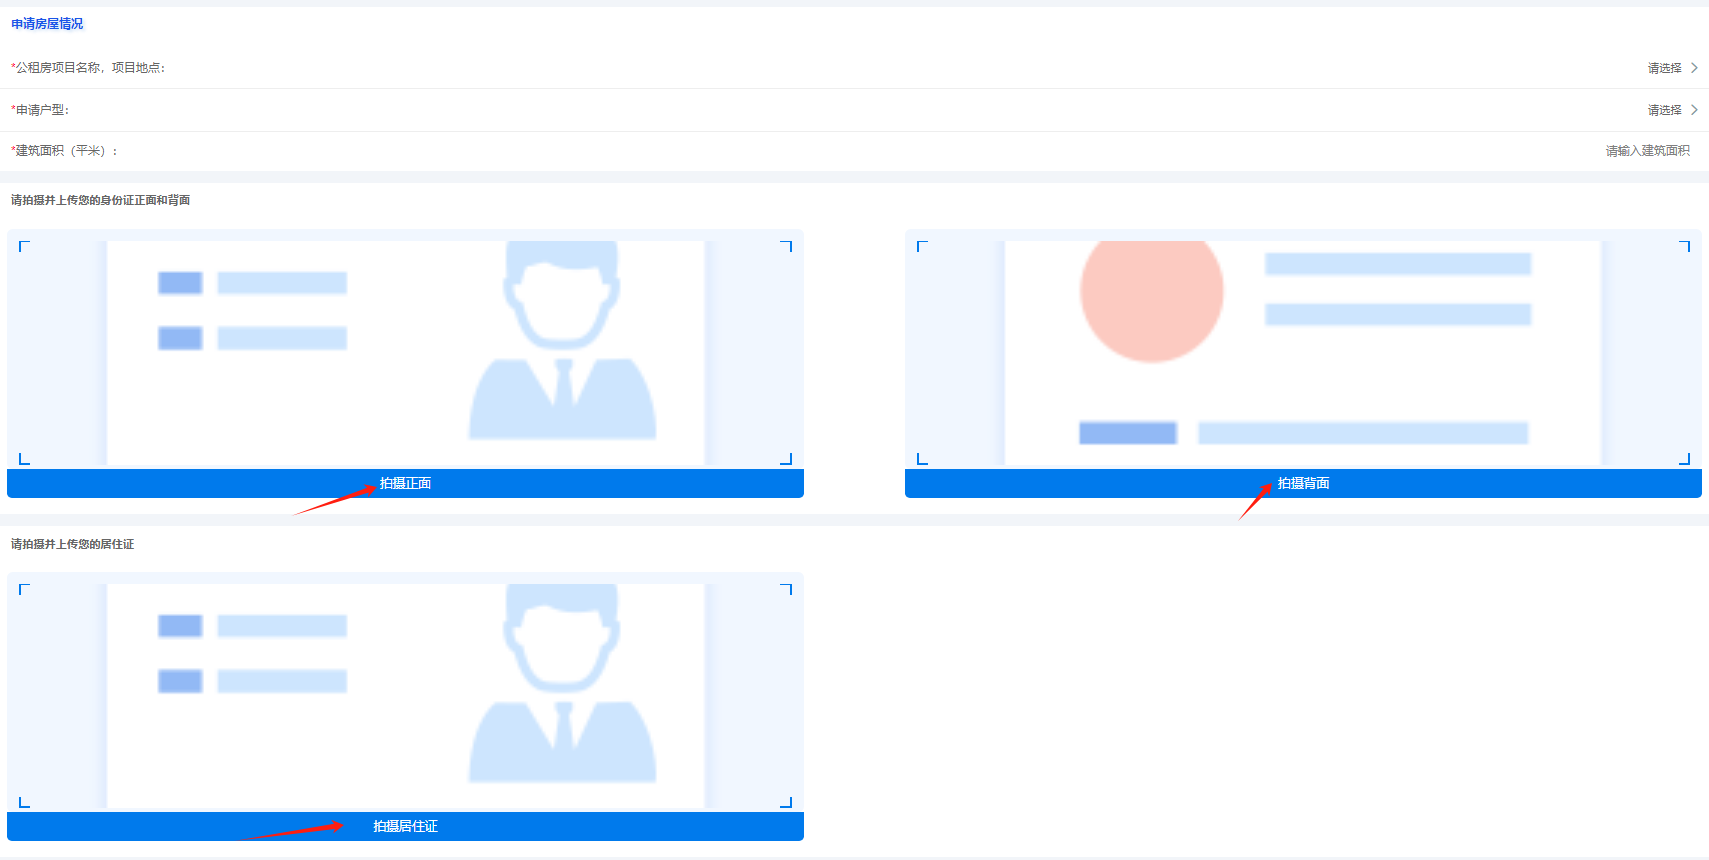 申请房屋情况
*公租房项目名称，项目地点：
请选择
*申请户型：
请选择
*建筑面积（平米）：
请输入建筑面积
请拍摄并上传您的身份证正面和背面
拍摄正面
拍摄背面
请拍摄并上传您的居住证
拍摄居住证